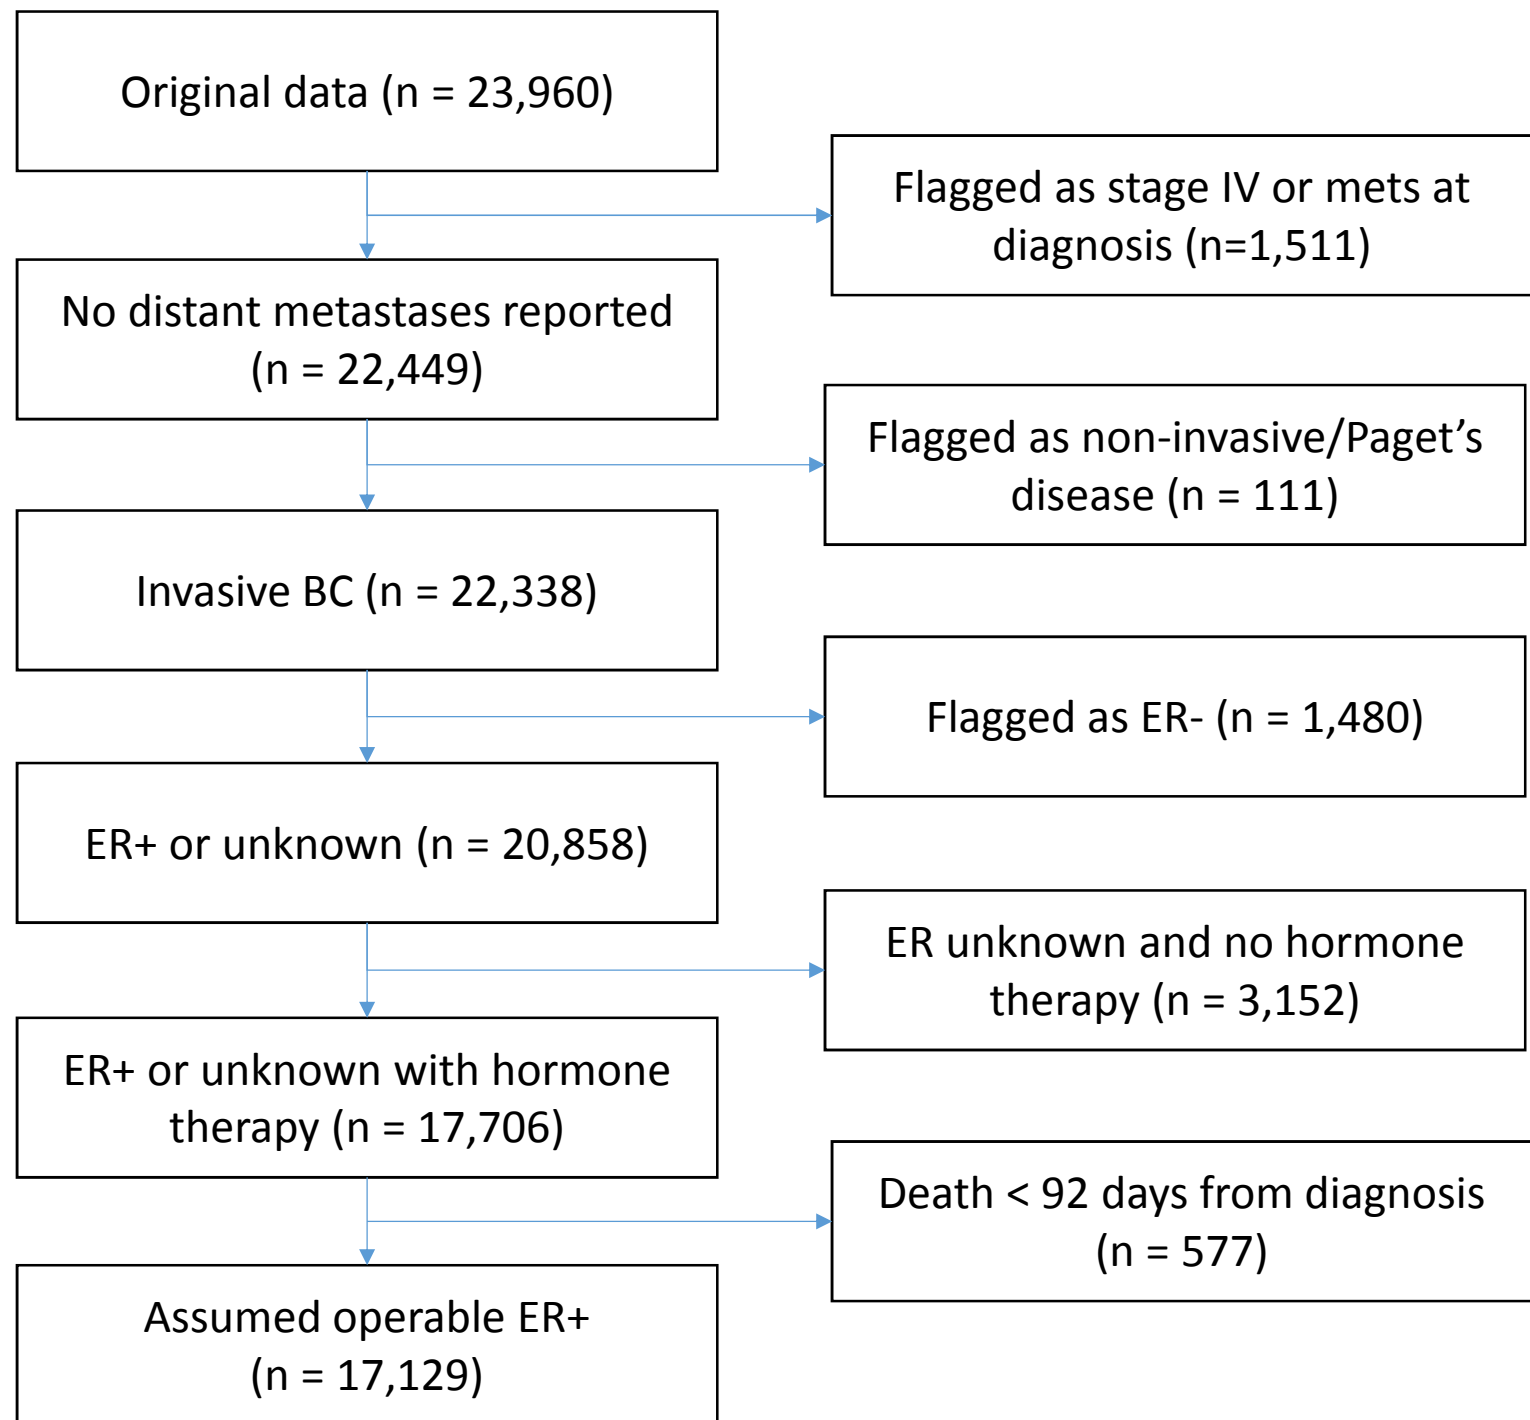 Original data (n = 23,960)
Flagged as stage IV or mets at
diagnosis (n=1,511)
No distant metastases reported
(n = 22,449)
Flagged as non-invasive/Paget’s
disease (n = 111)
Invasive BC (n = 22,338)
Flagged as ER- (n = 1,480)
ER+ or unknown (n = 20,858)
ER unknown and no hormone
therapy (n = 3,152)
ER+ or unknown with hormone
therapy (n = 17,706)
Death < 92 days from diagnosis
(n = 577)
Assumed operable ER+
(n = 17,129)